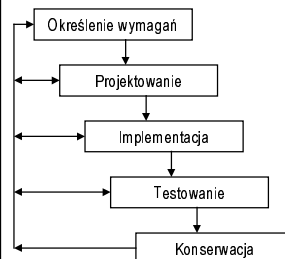 Określenie wymagań
Projektowanie
Implementacja
Testowanie
Konserwacja